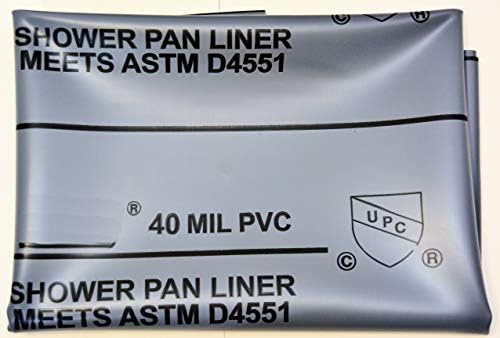 ©
®
SHOWER PAN LINER
MEETS ASTM D4551
® 40 MIL PVC
UPC
© ®
SHOWER PAN LINER
MEETS ASTM D4551